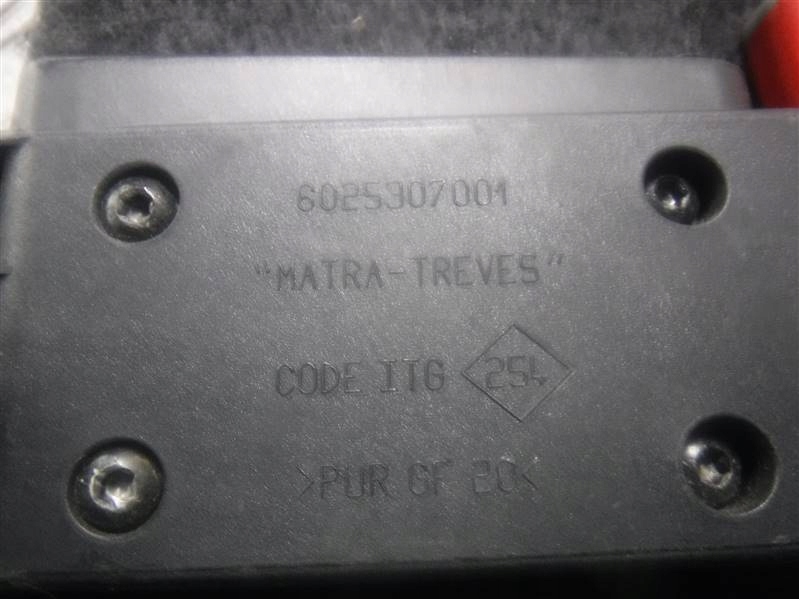 6025307001
"MATRA-TREVES"
CODE ITG 254
>PUR GF 20<